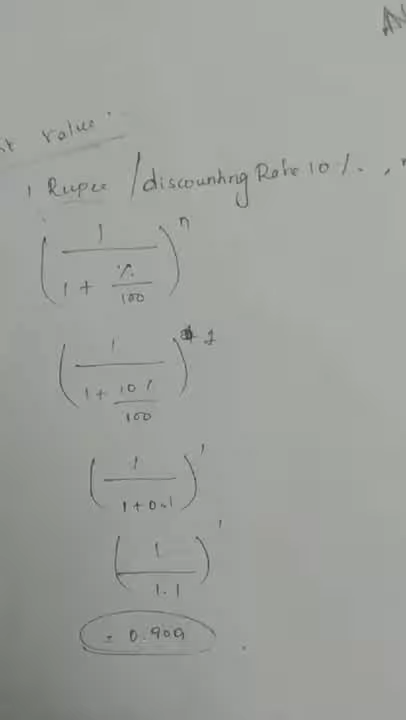 value
1 Rupee / discounting Rate 10 %. ,
( 1 / 1 + % / 100 ) n
( 1 / 1 + 10 % / 100 ) 1
( 1 / 1 + 0.1 ) 1
( 1 / 1.1 ) 1
= 0.909